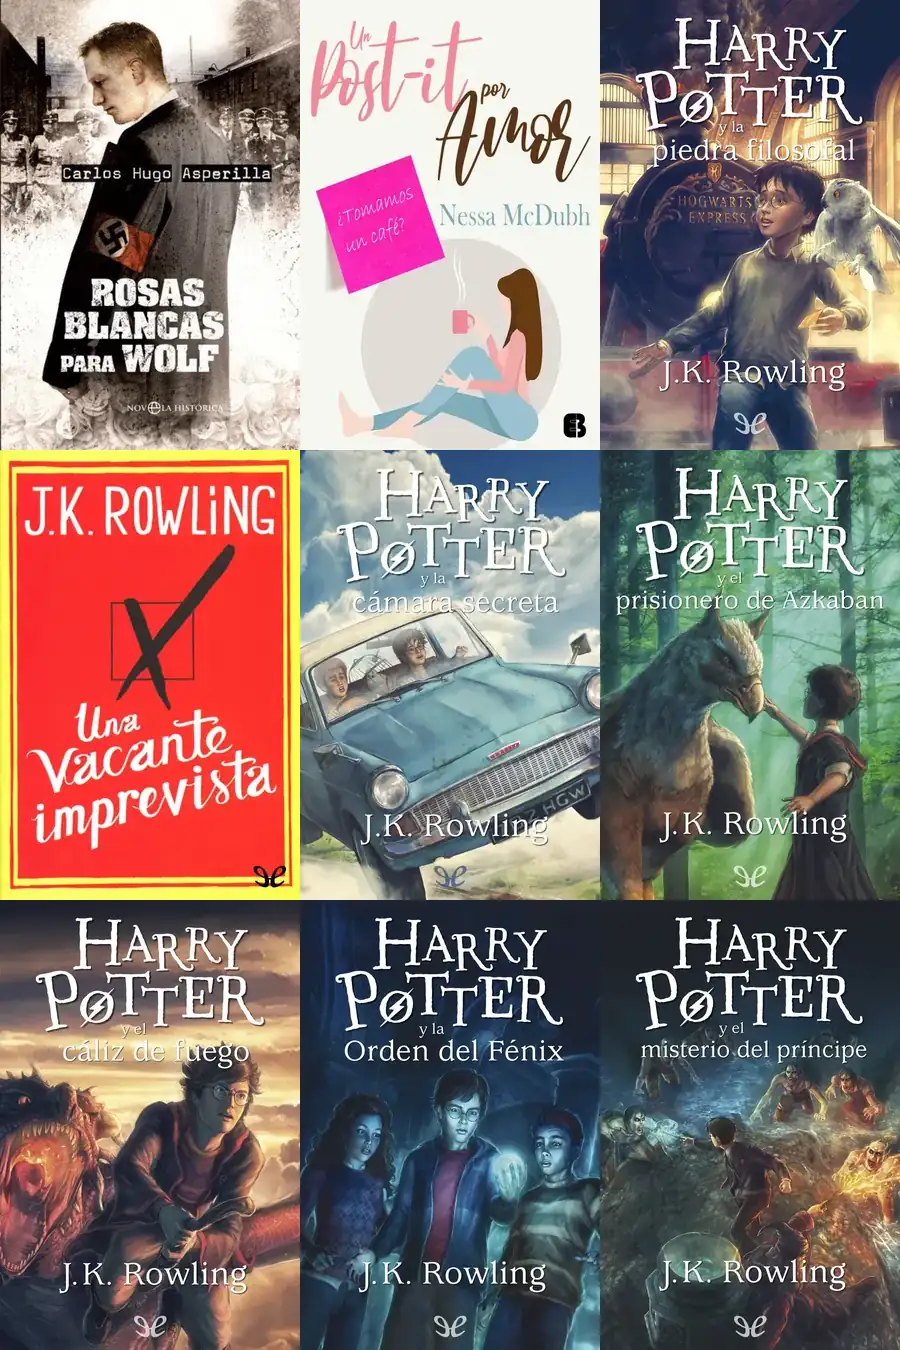 Carlos Hugo Asperilla
ROSAS
BLANCAS
PARA WOLF
NOVELA HISTÓRICA
Un
Post-it
por
Amor
¿Tomamos
un café?
Nessa McDubh
B
HARRY
POTTER
y la
piedra filosofal
HOGWARTS
EXPRESS
J.K. Rowling
J.K. ROWLING
Una
Vacante
imprevista
HARRY
POTTER
y la
cámara secreta
J.K. Rowling
HARRY
POTTER
y el
prisionero de Azkaban
J.K. Rowling
HARRY
POTTER
y el
cáliz de fuego
J.K. Rowling
HARRY
POTTER
y la
Orden del Fénix
J.K. Rowling
HARRY
POTTER
y el
misterio del príncipe
J.K. Rowling